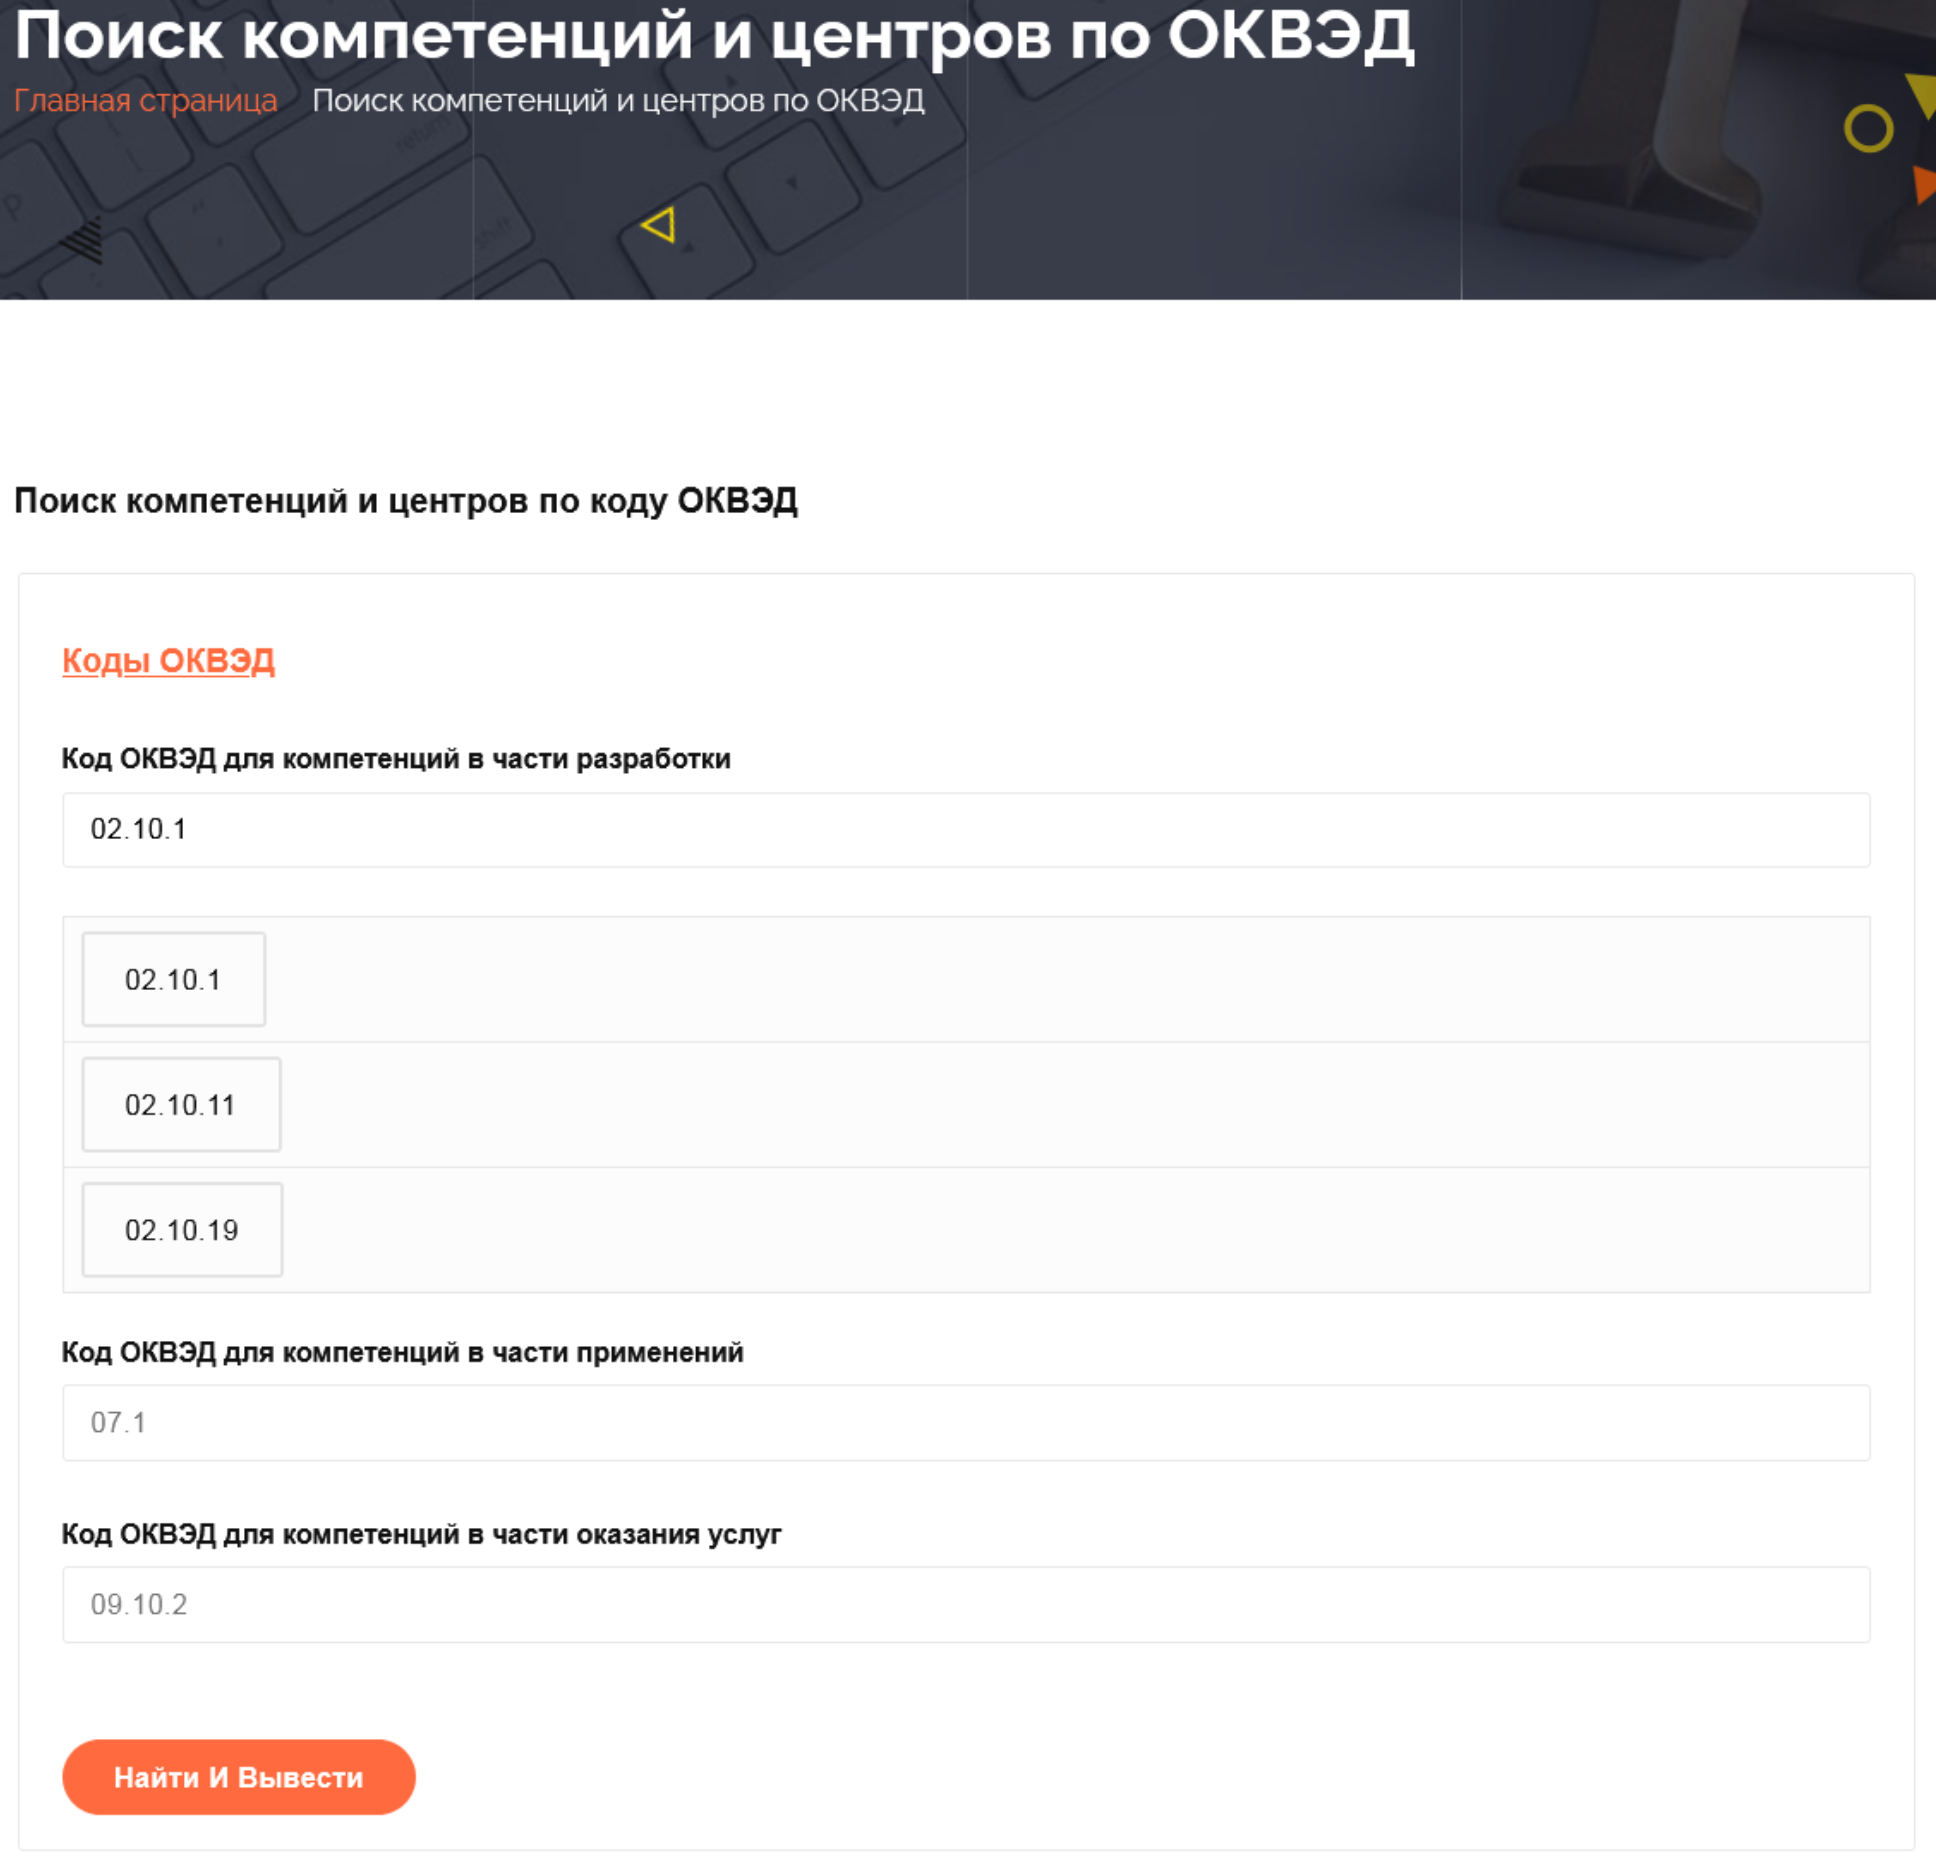 Поиск компетенций и центров по ОКВЭД
Главная страница Поиск компетенций и центров по ОКВЭД
return
P
shift
Поиск компетенций и центров по коду ОКВЭД
Коды ОКВЭД
Код ОКВЭД для компетенций в части разработки
02.10.1
02.10.1
02.10.11
02.10.19
Код ОКВЭД для компетенций в части применений
07.1
Код ОКВЭД для компетенций в части оказания услуг
09.10.2
Найти И Вывести